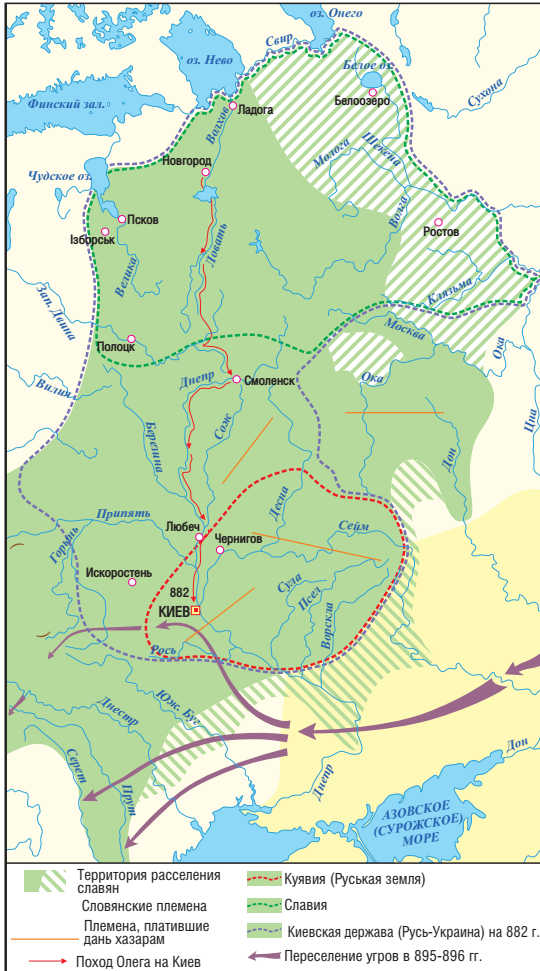 оз. Онего
оз. Нево
Свир
Белое оз.
Белоозеро
Сухона
Финский зал.
Ладога
Волхов
Молога
Шексна
Новгород
Чудское оз.
Волга
Псков
Ростов
Ізборськ
Ловать
Велика
Клязьма
Зап. Двина
Москва
Полоцк
Ока
Ока
Днепр
Смоленск
Вилия
Цна
Сож
Дон
Березина
Десна
Припять
Любеч
Сейм
Чернигов
Горынь
Искоростень
882
Сула
Псел
КИЕВ
Ворскла
Рось
Юж. Буг
Днестр
Дон
Серет
Прут
Днепр
АЗОВСКОЕ
(СУРОЖСКОЕ)
МОРЕ
Территория расселения
славян
Словянские племена
Племена, платившие
дань хазарам
Поход Олега на Киев
Куявия (Руськая земля)
Славия
Киевская держава (Русь-Украина) на 882 г.
Переселение угров в 895-896 гг.